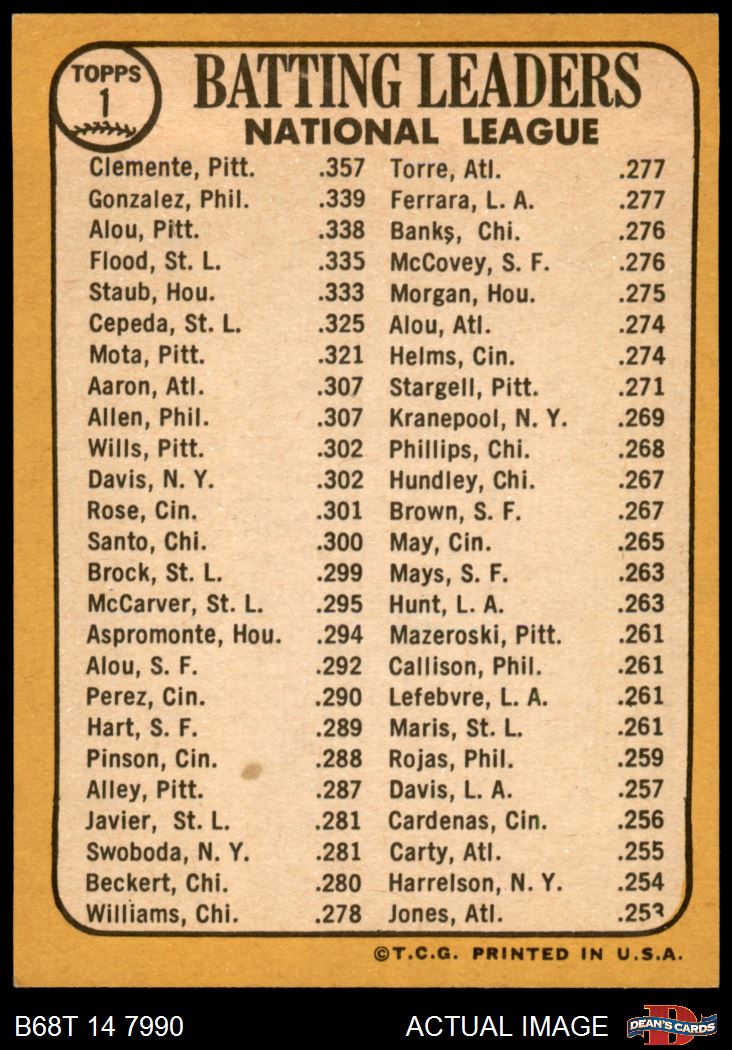 TOPPS
1
BATTING LEADERS
NATIONAL LEAGUE
Clemente, Pitt. .357
Gonzalez, Phil. .339
Alou, Pitt. .338
Flood, St. L. .335
Staub, Hou. .333
Cepeda, St. L. .325
Mota, Pitt. .321
Aaron, Atl. .307
Allen, Phil. .307
Wills, Pitt. .302
Davis, N. Y. .302
Rose, Cin. .301
Santo, Chi. .300
Brock, St. L. .299
McCarver, St. L. .295
Aspromonte, Hou. .294
Alou, S. F. .292
Perez, Cin. .290
Hart, S. F. .289
Pinson, Cin. .288
Alley, Pitt. .287
Javier, St. L. .281
Swoboda, N. Y. .281
Beckert, Chi. .280
Williams, Chi. .278
Torre, Atl. .277
Ferrara, L. A. .277
Banks, Chi. .276
McCovey, S. F. .276
Morgan, Hou. .275
Alou, Atl. .274
Helms, Cin. .274
Stargell, Pitt. .271
Kranepool, N. Y. .269
Phillips, Chi. .268
Hundley, Chi. .267
Brown, S. F. .267
May, Cin. .265
Mays, S. F. .263
Hunt, L. A. .263
Mazeroski, Pitt. .261
Callison, Phil. .261
Lefebvre, L. A. .261
Maris, St. L. .261
Rojas, Phil. .259
Davis, L. A. .257
Cardenas, Cin. .256
Carty, Atl. .255
Harrelson, N. Y. .254
Jones, Atl. .253
©T.C.G. PRINTED IN U.S.A.
B68T 14 7990
ACTUAL IMAGE
D
DEAN'S CARDS